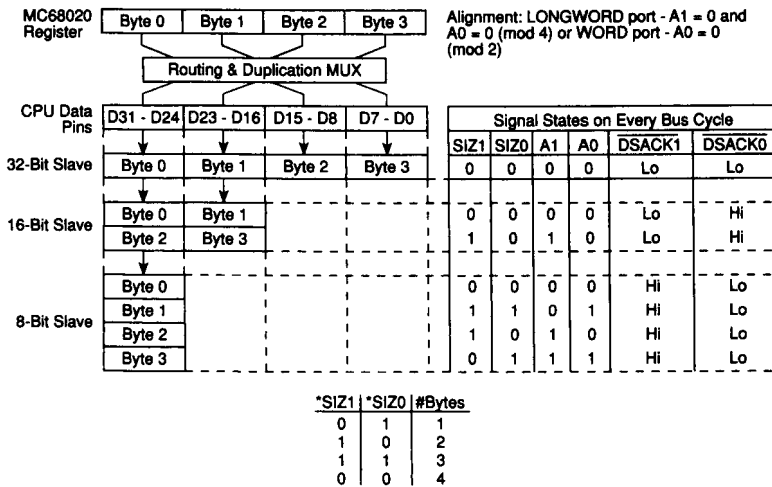 MC68020 Register Byte 0 Byte 1 Byte 2 Byte 3
Alignment: LONGWORD port - A1 = 0 and
A0 = 0 (mod 4) or WORD port - A0 = 0
(mod 2)
Routing & Duplication MUX
CPU Data Pins D31 - D24 D23 - D16 D15 - D8 D7 - D0
Signal States on Every Bus Cycle
SIZ1 SIZ0 A1 A0 DSACK1 DSACK0
32-Bit Slave Byte 0 Byte 1 Byte 2 Byte 3 0 0 0 0 Lo Lo
16-Bit Slave
Byte 0 Byte 1 0 0 0 0 Lo Hi
Byte 2 Byte 3 1 0 1 0 Lo Hi
8-Bit Slave
Byte 0 0 0 0 0 Hi Lo
Byte 1 1 1 0 1 Hi Lo
Byte 2 1 0 1 0 Hi Lo
Byte 3 0 1 1 1 Hi Lo
*SIZ1 *SIZ0 #Bytes
0 1 1
1 0 2
1 1 3
0 0 4